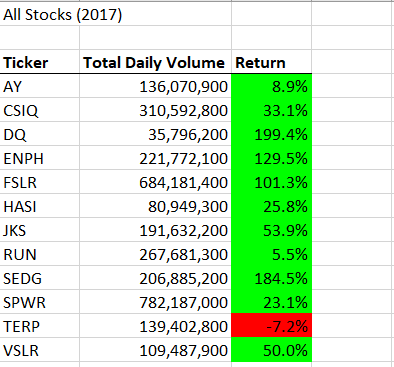 All Stocks (2017)
Ticker Total Daily Volume Return
AY 136,070,900 8.9%
CSIQ 310,592,800 33.1%
DQ 35,796,200 199.4%
ENPH 221,772,100 129.5%
FSLR 684,181,400 101.3%
HASI 80,949,300 25.8%
JKS 191,632,200 53.9%
RUN 267,681,300 5.5%
SEDG 206,885,200 184.5%
SPWR 782,187,000 23.1%
TERP 139,402,800 -7.2%
VSLR 109,487,900 50.0%